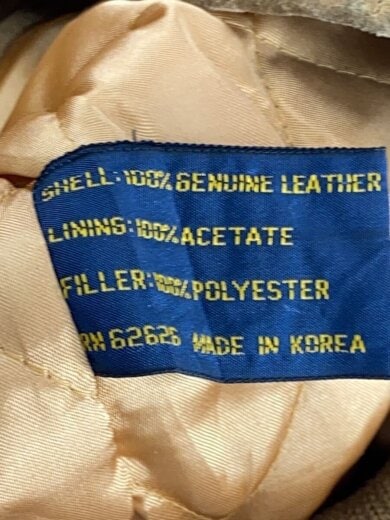 SHELL:100%GENUINE LEATHER
LINING:100%ACETATE
FILLER:100%POLYESTER
RN 62626 MADE IN KOREA